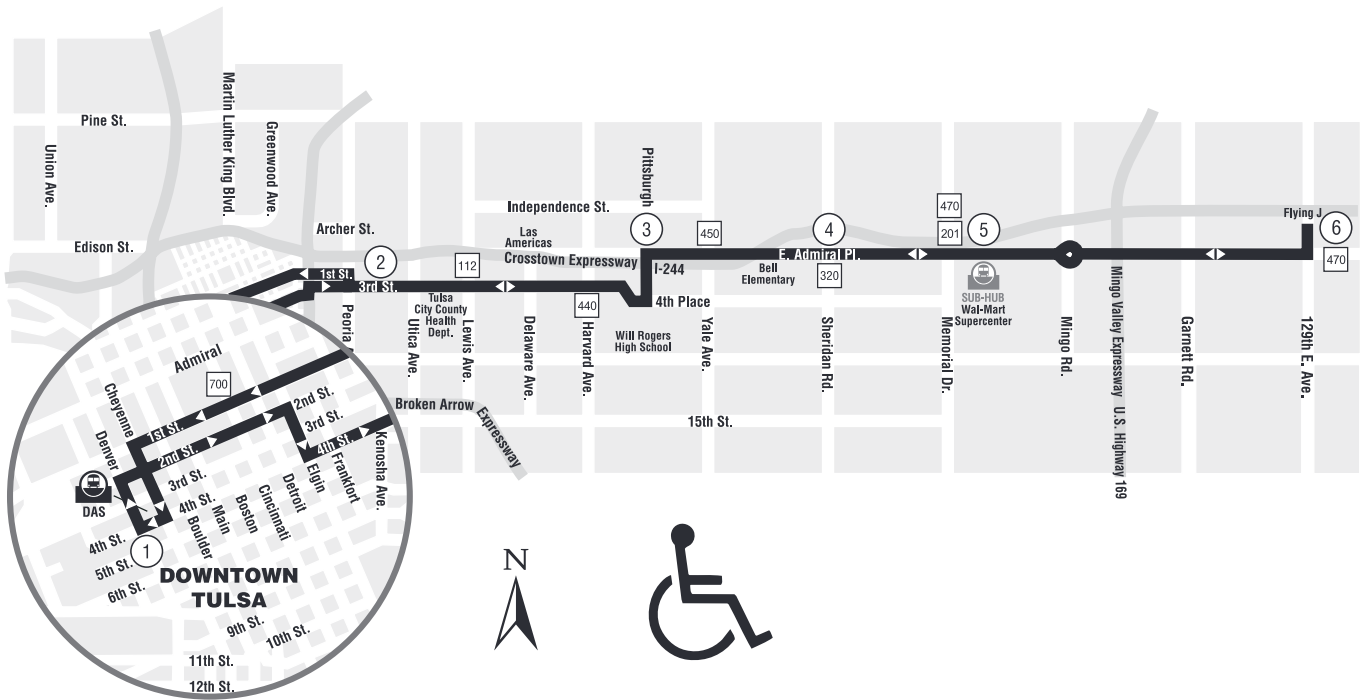 Pine St.
Union Ave.
Martin Luther King Blvd.
Greenwood Ave.
Edison St.
Archer St.
2
1st St.
3rd St.
112
Independence St.
Las
Americas
Crosstown Expressway
Pittsburgh
3
I-244
450
4
E. Admiral Pl.
Bell
Elementary
320
470
201
5
SUB-HUB
Wal-Mart
Supercenter
Flying J
6
470
4th Place
440
Tulsa
City County
Health
Dept.
Will Rogers
High School
Peoria
Utica Ave.
Lewis Ave.
Delaware Ave.
Harvard Ave.
Yale Ave.
Sheridan Rd.
Memorial Dr.
Mingo Rd.
Mingo Valley Expressway U.S. Highway 169
Garnett Rd.
129th E. Ave.
Broken Arrow Expressway
15th St.
Admiral
700
Cheyenne
Denver
1st St.
2nd St.
2nd St.
3rd St.
4th St.
Kenosha Ave.
Frankfort
Elgin
Detroit
Cincinnati
Boston
Main
Boulder
3rd St.
4th St.
DAS
4th St.
5th St.
6th St.
1
DOWNTOWN
TULSA
9th St.
10th St.
11th St.
12th St.
N